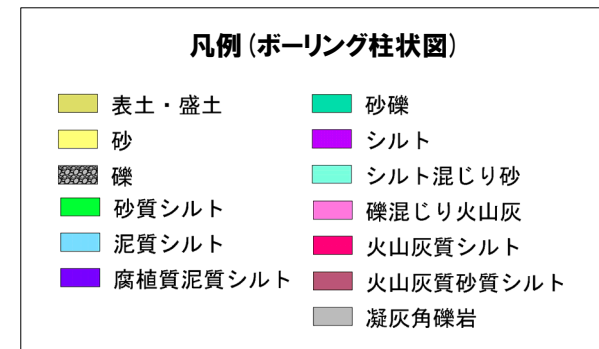 凡例(ボーリング柱状図)
表土・盛土
砂
礫
砂質シルト
泥質シルト
腐植質泥質シルト
砂礫
シルト
シルト混じり砂
礫混じり火山灰
火山灰質シルト
火山灰質砂質シルト
凝灰角礫岩